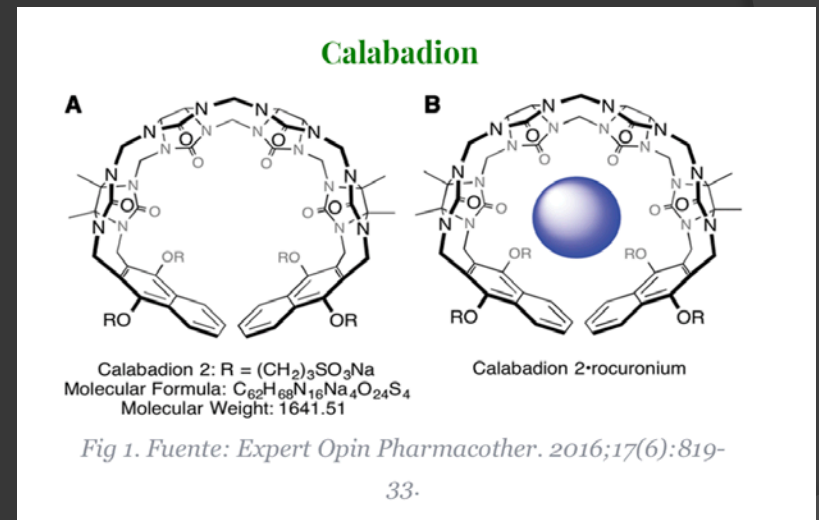 Calabadion
A
B
N N N N N N N N
O O O O
N N N N N N N N
O O O O
N N N N N N N N
O O O O O O O O
N N N N N N N N
OR RO OR RO
RO OR RO OR
Calabadion 2: R = (CH₂)₃SO₃Na
Molecular Formula: C₆₂H₆₈N₁₆Na₄O₂₄S₄
Molecular Weight: 1641.51
Calabadion 2•rocuronium
Fig 1. Fuente: Expert Opin Pharmacother. 2016;17(6):819-
33.